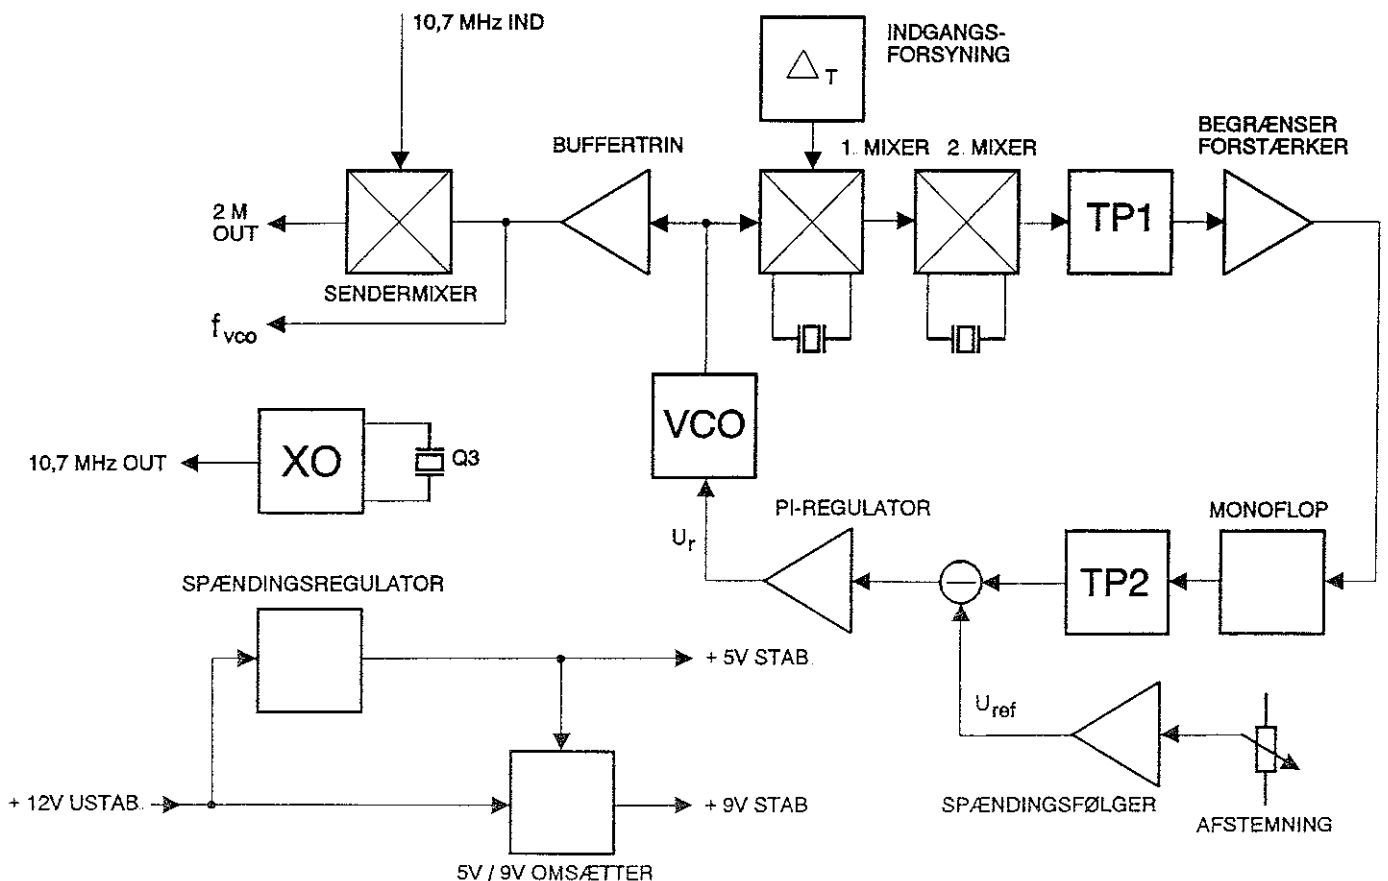 10,7 MHz IND
INDGANGS-
FORSYNING
△ T
BUFFERTRIN
1. MIXER
2. MIXER
BEGRÆNSER
FORSTÆRKER
2 M
OUT
TP1
SENDERMIXER
f vco
VCO
10,7 MHz OUT
XO
Q3
PI-REGULATOR
MONOFLOP
Ur
TP2
SPÆNDINGSREGULATOR
+ 5V STAB.
Uref
+ 12V USTAB.
+ 9V STAB
SPÆNDINGSFØLGER
AFSTEMNING
5V / 9V OMSÆTTER